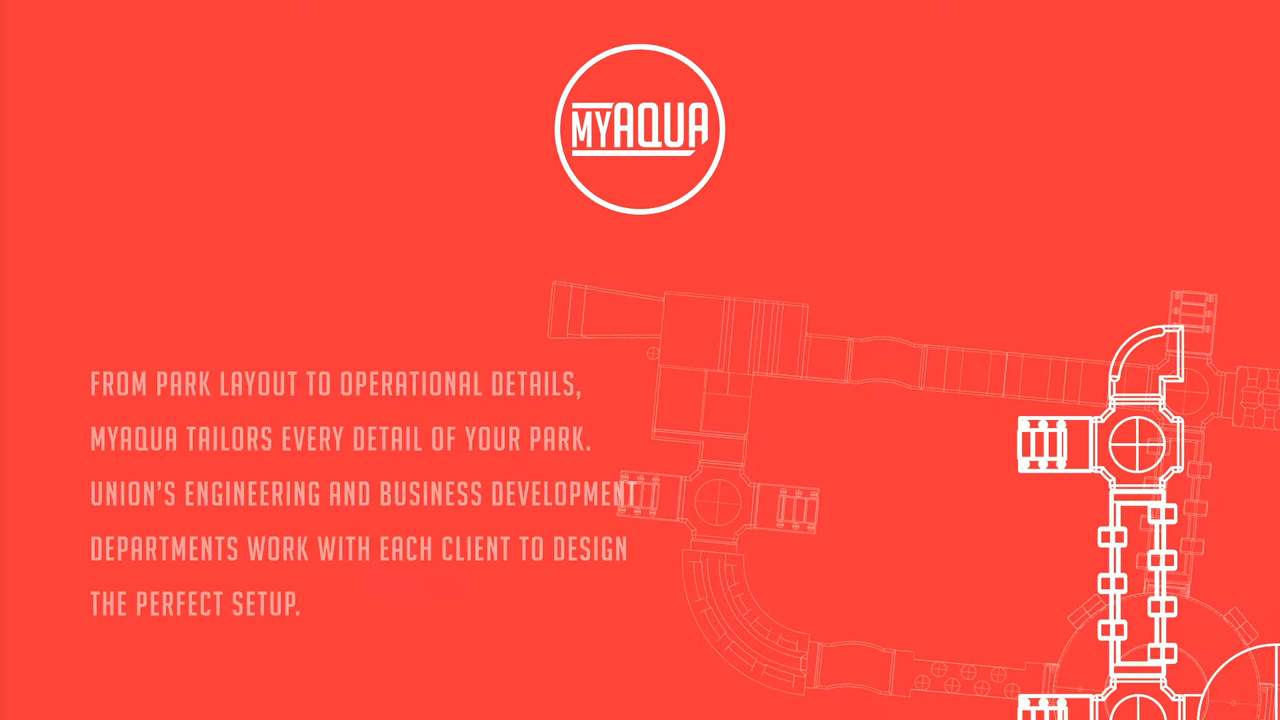 MYAQUA
FROM PARK LAYOUT TO OPERATIONAL DETAILS,
MYAQUA TAILORS EVERY DETAIL OF YOUR PARK.
UNION’S ENGINEERING AND BUSINESS DEVELOPMENT
DEPARTMENTS WORK WITH EACH CLIENT TO DESIGN
THE PERFECT SETUP.